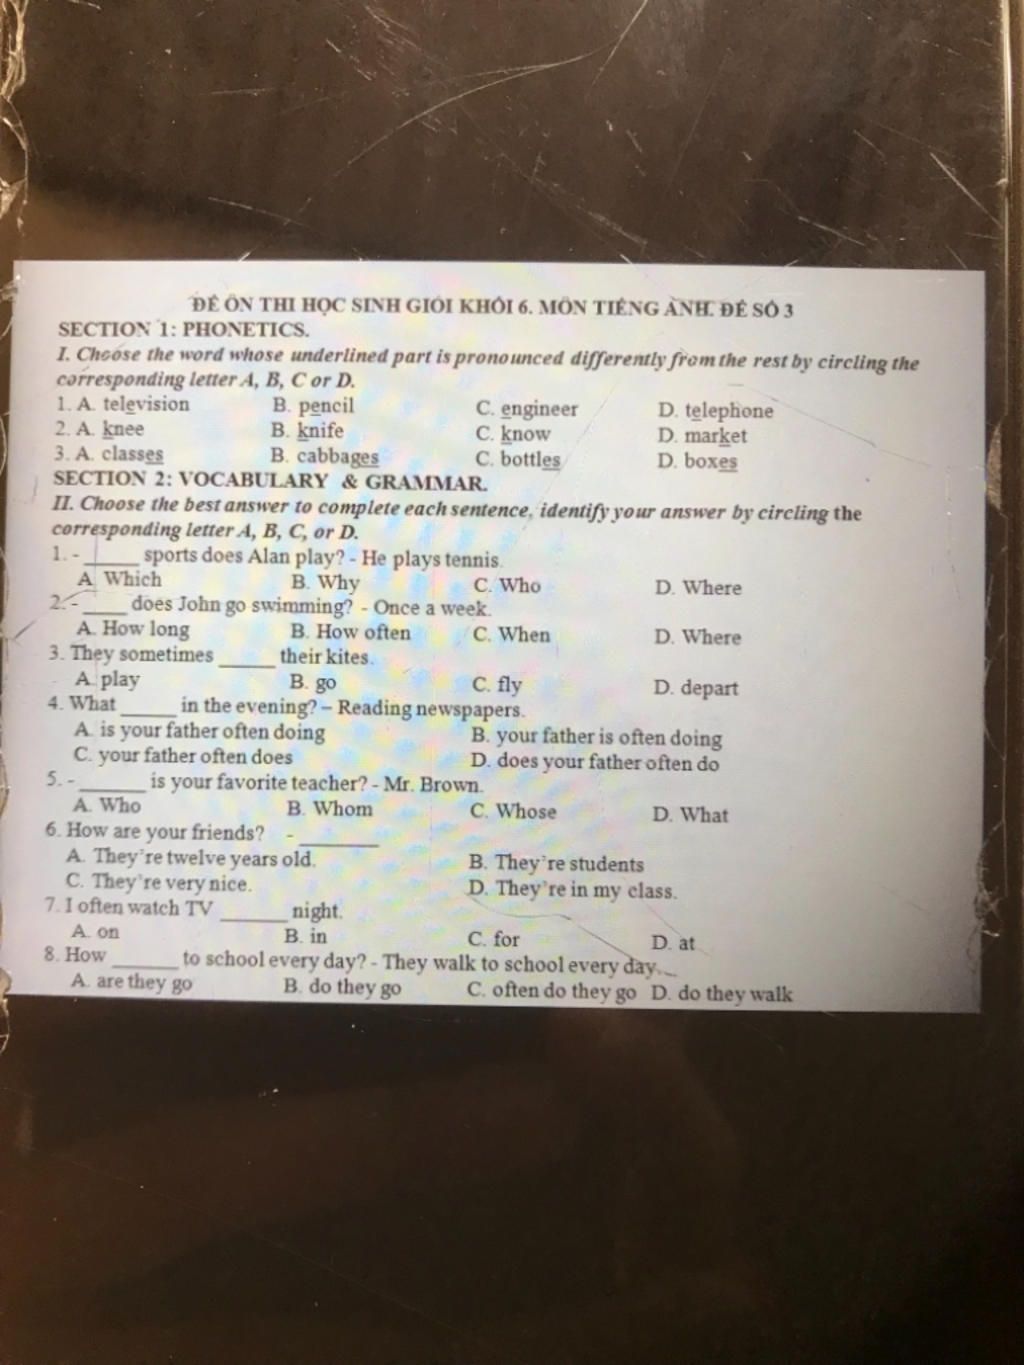 ĐỀ ÔN THI HỌC SINH GIỎI KHỐI 6. MÔN TIẾNG ANH. ĐỀ SỐ 3
SECTION 1: PHONETICS.
I. Choose the word whose underlined part is pronounced differently from the rest by circling the
corresponding letter A, B, C or D.
1. A. television B. pencil C. engineer D. telephone
2. A. knee B. knife C. know D. market
3. A. classes B. cabbages C. bottles D. boxes
SECTION 2: VOCABULARY & GRAMMAR.
II. Choose the best answer to complete each sentence, identify your answer by circling the
corresponding letter A, B, C, or D.
1. - _____ sports does Alan play? - He plays tennis.
A. Which B. Why C. Who D. Where
2. - ____ does John go swimming? - Once a week.
A. How long B. How often C. When D. Where
3. They sometimes _____ their kites.
A. play B. go C. fly D. depart
4. What _____ in the evening? – Reading newspapers.
A. is your father often doing B. your father is often doing
C. your father often does D. does your father often do
5. - ______ is your favorite teacher? - Mr. Brown.
A. Who B. Whom C. Whose D. What
6. How are your friends? - _______
A. They're twelve years old. B. They're students
C. They're very nice. D. They're in my class.
7. I often watch TV ______ night.
A. on B. in C. for D. at
8. How ______ to school every day? - They walk to school every day.
A. are they go B. do they go C. often do they go D. do they walk